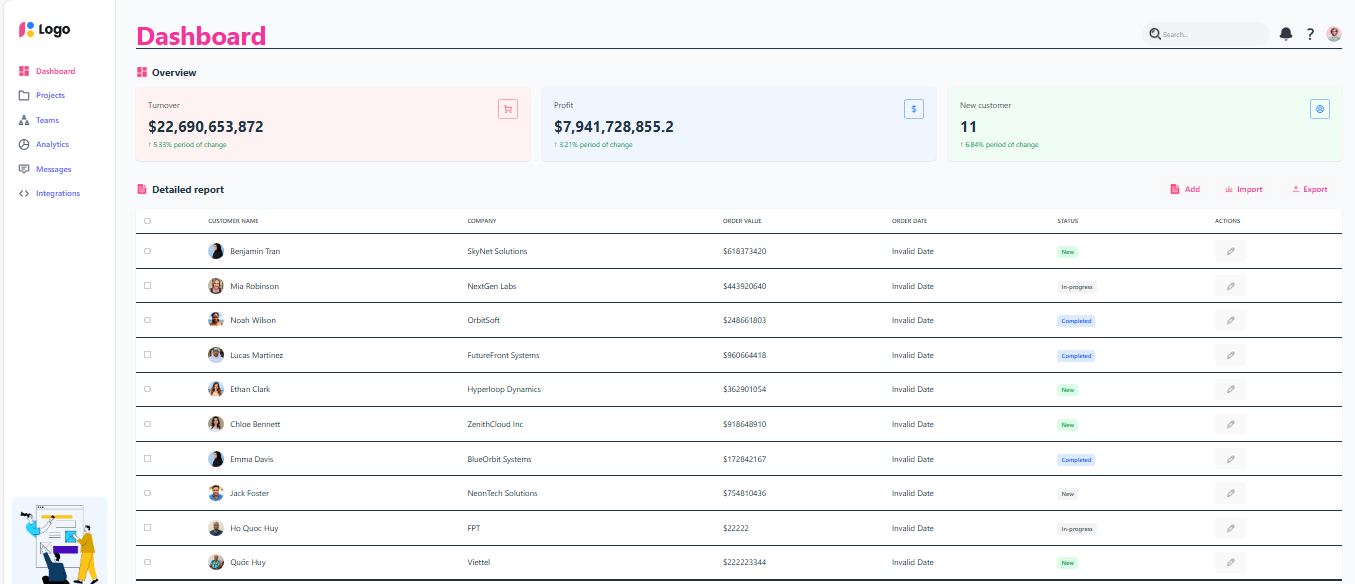 Logo
Dashboard
Search...
?
Dashboard
Projects
Teams
Analytics
Messages
Integrations
Overview
Turnover
$22,690,653,872
↑ 5.33% period of change
Profit
$
$7,941,728,855.2
↑ 3.21% period of change
New customer
11
↑ 6.84% period of change
Detailed report
Add Import Export
CUSTOMER NAME COMPANY ORDER VALUE ORDER DATE STATUS ACTIONS
Benjamin Tran SkyNet Solutions $618373420 Invalid Date New
Mia Robinson NextGen Labs $443920640 Invalid Date In-progress
Noah Wilson OrbitSoft $248661803 Invalid Date Completed
Lucas Martinez FutureFront Systems $960664418 Invalid Date Completed
Ethan Clark Hyperloop Dynamics $362901054 Invalid Date New
Chloe Bennett ZenithCloud Inc $918648910 Invalid Date New
Emma Davis BlueOrbit Systems $172842167 Invalid Date Completed
Jack Foster NeonTech Solutions $754810436 Invalid Date New
Ho Quoc Huy FPT $22222 Invalid Date In-progress
Quốc Huy Viettel $222223344 Invalid Date New